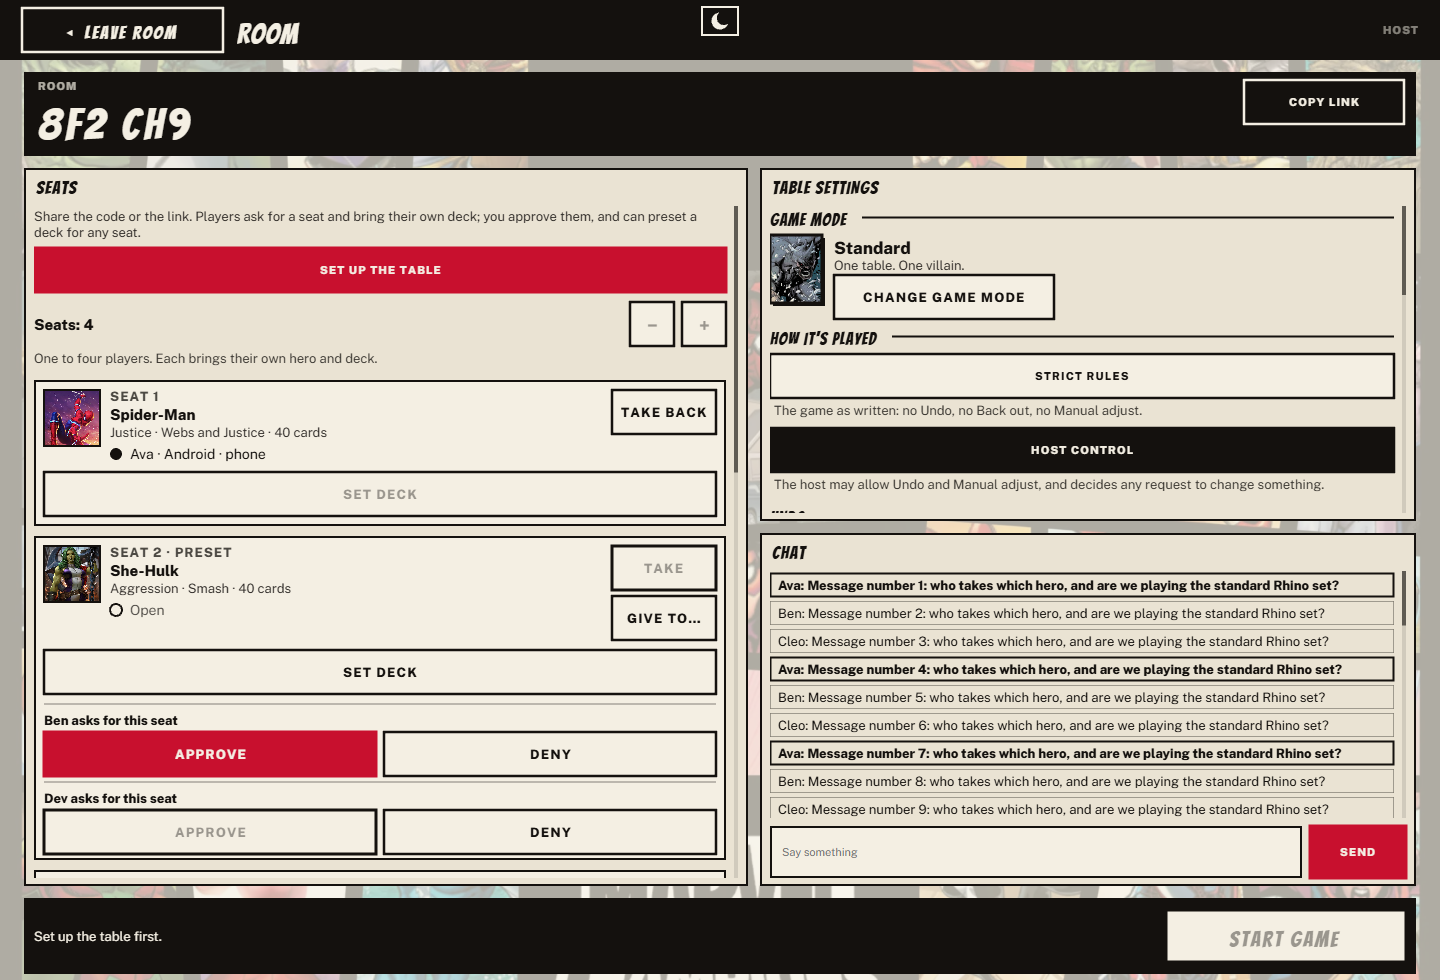 LEAVE ROOM
ROOM
HOST
ROOM
8F2 CH9
COPY LINK
SEATS
Share the code or the link. Players ask for a seat and bring their own deck; you approve them, and can preset a
deck for any seat.
SET UP THE TABLE
Seats: 4
− +
One to four players. Each brings their own hero and deck.
SEAT 1
Spider-Man
Justice · Webs and Justice · 40 cards
Ava · Android · phone
TAKE BACK
SET DECK
SEAT 2 · PRESET
She-Hulk
Aggression · Smash · 40 cards
Open
TAKE
GIVE TO...
SET DECK
Ben asks for this seat
APPROVE
DENY
Dev asks for this seat
APPROVE
DENY
TABLE SETTINGS
GAME MODE
Standard
One table. One villain.
CHANGE GAME MODE
HOW IT'S PLAYED
STRICT RULES
The game as written: no Undo, no Back out, no Manual adjust.
HOST CONTROL
The host may allow Undo and Manual adjust, and decides any request to change something.
CHAT
Ava: Message number 1: who takes which hero, and are we playing the standard Rhino set?
Ben: Message number 2: who takes which hero, and are we playing the standard Rhino set?
Cleo: Message number 3: who takes which hero, and are we playing the standard Rhino set?
Ava: Message number 4: who takes which hero, and are we playing the standard Rhino set?
Ben: Message number 5: who takes which hero, and are we playing the standard Rhino set?
Cleo: Message number 6: who takes which hero, and are we playing the standard Rhino set?
Ava: Message number 7: who takes which hero, and are we playing the standard Rhino set?
Ben: Message number 8: who takes which hero, and are we playing the standard Rhino set?
Cleo: Message number 9: who takes which hero, and are we playing the standard Rhino set?
Say something
SEND
Set up the table first.
START GAME